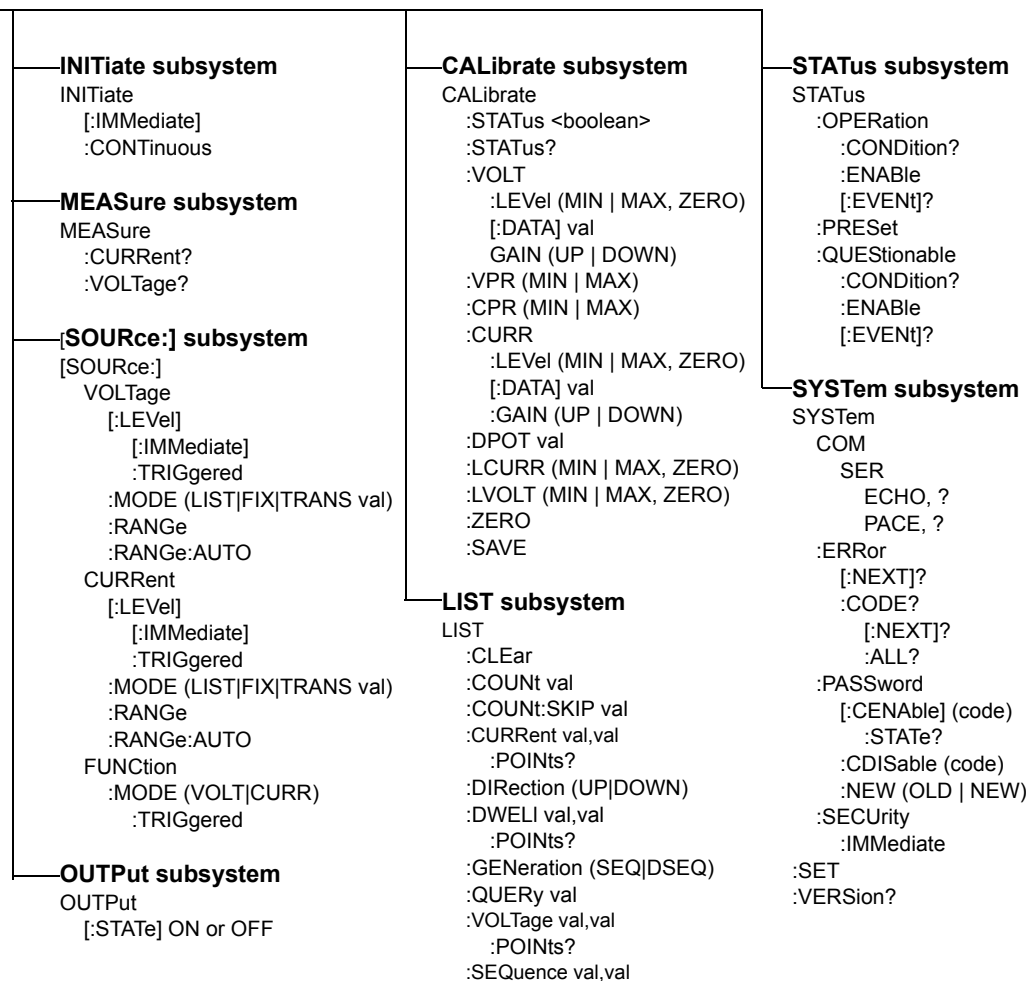 INITiate subsystem
INITiate
[:IMMediate]
:CONTinuous
MEASure subsystem
MEASure
:CURRent?
:VOLTage?
[SOURce:] subsystem
[SOURce:]
VOLTage
[:LEVel]
[:IMMediate]
:TRIGgered
:MODE (LIST|FIX|TRANS val)
:RANGe
:RANGe:AUTO
CURRent
[:LEVel]
[:IMMediate]
:TRIGgered
:MODE (LIST|FIX|TRANS val)
:RANGe
:RANGe:AUTO
FUNCtion
:MODE (VOLT|CURR)
:TRIGgered
OUTPut subsystem
OUTPut
[:STATe] ON or OFF
CALibrate subsystem
CALibrate
:STATus <boolean>
:STATus?
:VOLT
:LEVel (MIN | MAX, ZERO)
[:DATA] val
GAIN (UP | DOWN)
:VPR (MIN | MAX)
:CPR (MIN | MAX)
:CURR
:LEVel (MIN | MAX, ZERO)
[:DATA] val
:GAIN (UP | DOWN)
:DPOT val
:LCURR (MIN | MAX, ZERO)
:LVOLT (MIN | MAX, ZERO)
:ZERO
:SAVE
LIST subsystem
LIST
:CLEar
:COUNt val
:COUNt:SKIP val
:CURRent val,val
:POINts?
:DIRection (UP|DOWN)
:DWELl val,val
:POINts?
:GENeration (SEQ|DSEQ)
:QUERy val
:VOLTage val,val
:POINts?
:SEQuence val,val
STATus subsystem
STATus
:OPERation
:CONDition?
:ENABle
[:EVENt]?
:PRESet
:QUEStionable
:CONDition?
:ENABle
[:EVENt]?
SYSTem subsystem
SYSTem
COM
SER
ECHO, ?
PACE, ?
:ERRor
[:NEXT]?
:CODE?
[:NEXT]?
:ALL?
:PASSword
[:CENAble] (code)
:STATe?
:CDISable (code)
:NEW (OLD | NEW)
:SECUrity
:IMMediate
:SET
:VERSion?